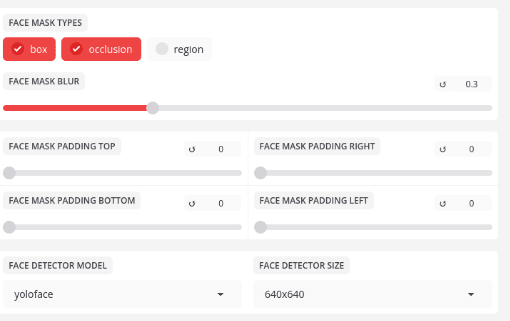 FACE MASK TYPES
box occlusion region
FACE MASK BLUR
↺ 0.3
FACE MASK PADDING TOP ↺ 0 FACE MASK PADDING RIGHT ↺ 0
FACE MASK PADDING BOTTOM ↺ 0 FACE MASK PADDING LEFT ↺ 0
FACE DETECTOR MODEL FACE DETECTOR SIZE
yoloface 640x640